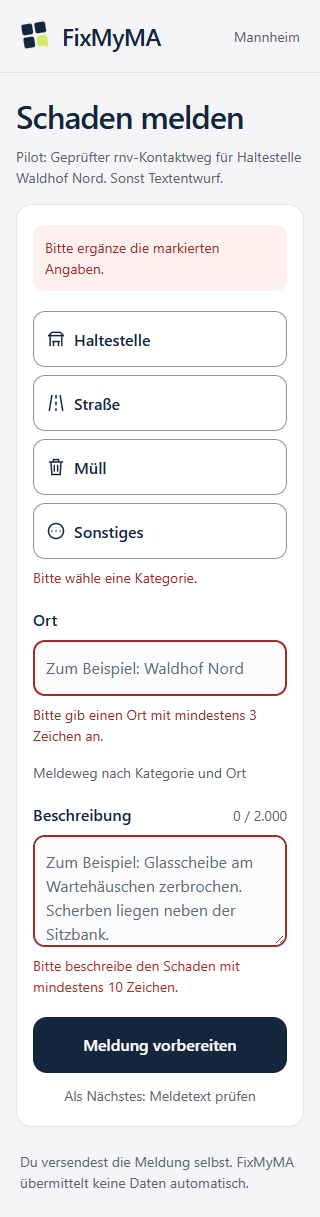 FixMyMA
Mannheim
Schaden melden
Pilot: Geprüfter rnv-Kontaktweg für Haltestelle
Waldhof Nord. Sonst Textentwurf.
Bitte ergänze die markierten
Angaben.
Haltestelle
Straße
Müll
Sonstiges
Bitte wähle eine Kategorie.
Ort
Zum Beispiel: Waldhof Nord
Bitte gib einen Ort mit mindestens 3
Zeichen an.
Meldeweg nach Kategorie und Ort
Beschreibung 0 / 2.000
Zum Beispiel: Glasscheibe am
Wartehäuschen zerbrochen.
Scherben liegen neben der
Sitzbank.
Bitte beschreibe den Schaden mit
mindestens 10 Zeichen.
Meldung vorbereiten
Als Nächstes: Meldetext prüfen
Du versendest die Meldung selbst. FixMyMA
übermittelt keine Daten automatisch.